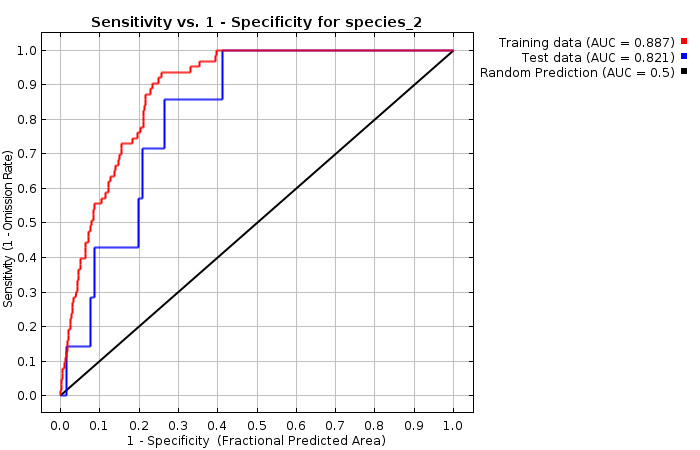 Sensitivity vs. 1 - Specificity for species_2
Training data (AUC = 0.887)
Test data (AUC = 0.821)
Random Prediction (AUC = 0.5)
Sensitivity (1 - Omission Rate)
1.0
0.9
0.8
0.7
0.6
0.5
0.4
0.3
0.2
0.1
0.0
0.0 0.1 0.2 0.3 0.4 0.5 0.6 0.7 0.8 0.9 1.0
1 - Specificity (Fractional Predicted Area)